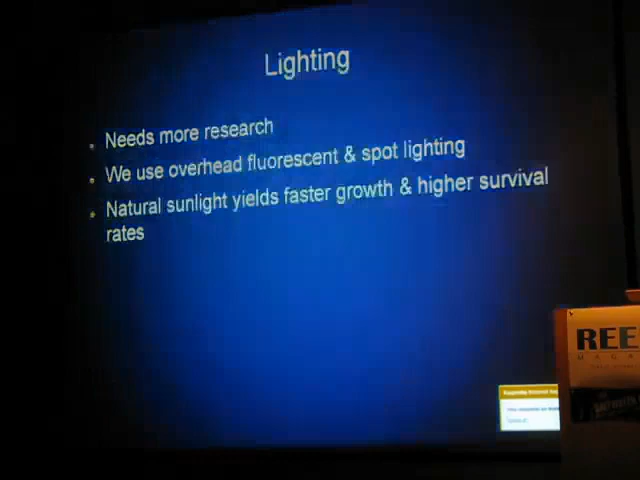 Lighting
Needs more research
We use overhead fluorescent & spot lighting
Natural sunlight yields faster growth & higher survival
rates
REE
M A G A